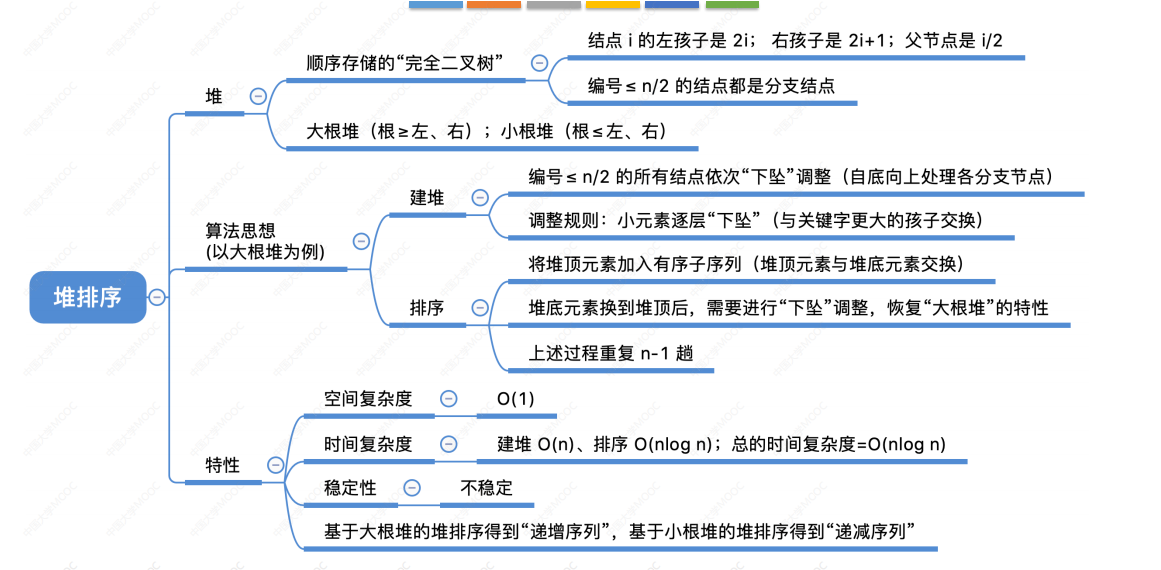 堆排序
堆
顺序存储的“完全二叉树”
结点 i 的左孩子是 2i； 右孩子是 2i+1；父节点是 i/2
编号≤ n/2 的结点都是分支结点
大根堆（根≥左、右）；小根堆（根≤左、右）
算法思想
(以大根堆为例)
建堆
编号≤ n/2 的所有结点依次“下坠”调整（自底向上处理各分支节点）
调整规则：小元素逐层“下坠”（与关键字更大的孩子交换）
排序
将堆顶元素加入有序子序列（堆顶元素与堆底元素交换）
堆底元素换到堆顶后，需要进行“下坠”调整，恢复“大根堆”的特性
上述过程重复 n-1 趟
特性
空间复杂度
O(1)
时间复杂度
建堆 O(n)、排序 O(nlog n)；总的时间复杂度=O(nlog n)
稳定性
不稳定
基于大根堆的堆排序得到“递增序列”，基于小根堆的堆排序得到“递减序列”
中国大学MOOC